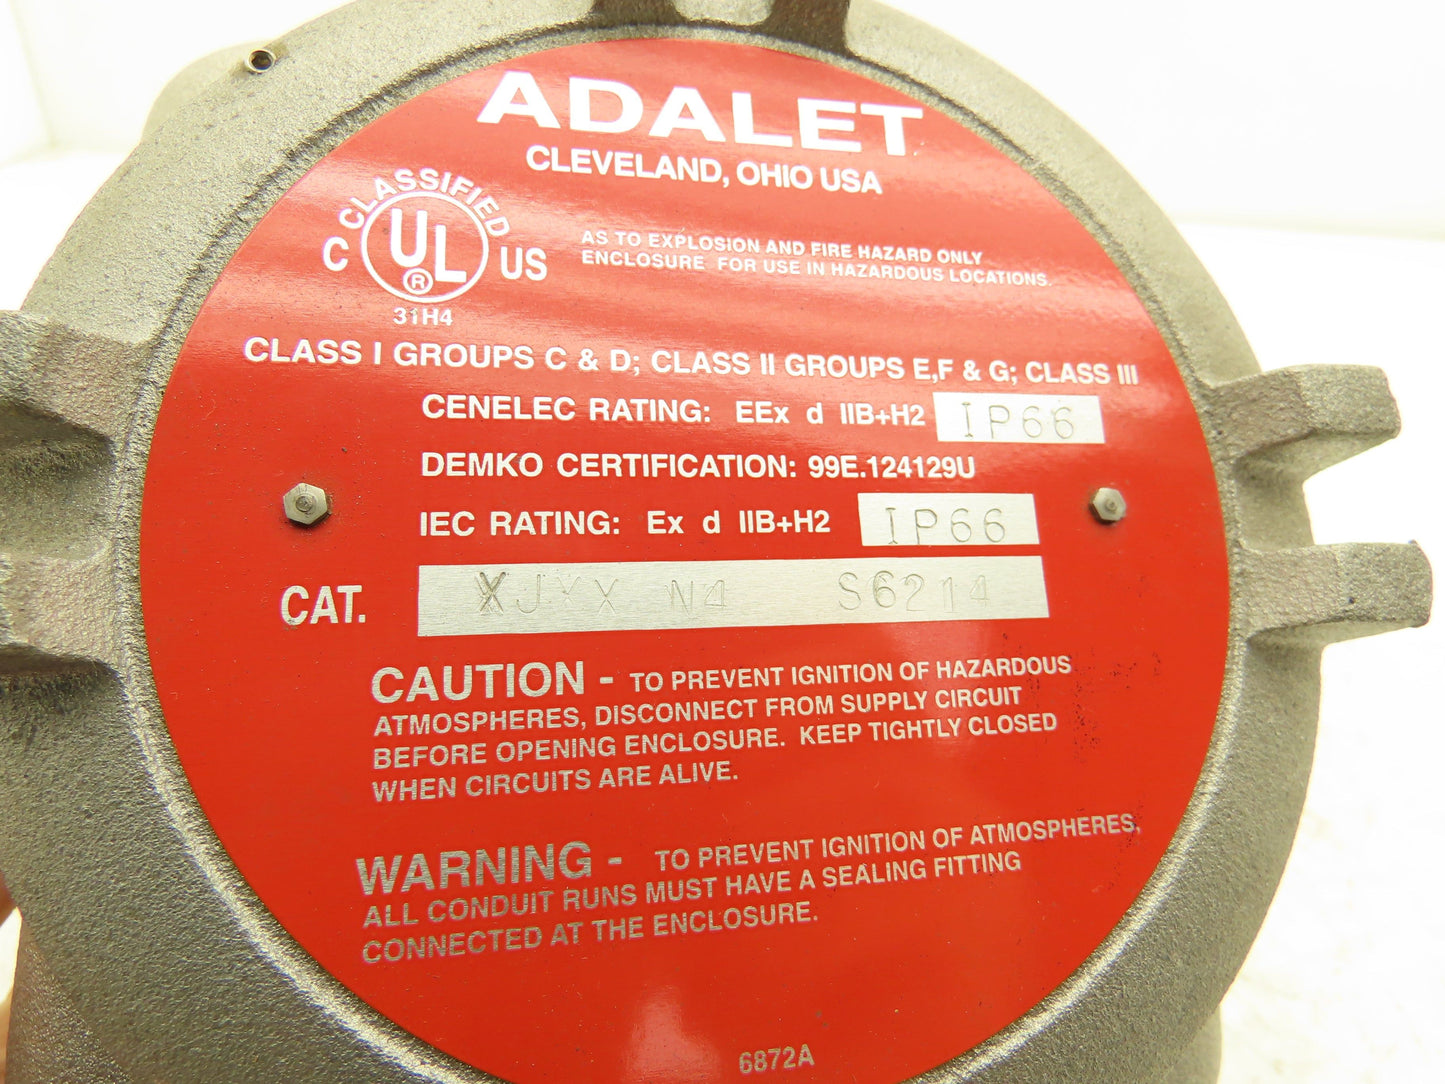 ADALET
CLEVELAND, OHIO USA
CLASSIFIED
C UL ® US
31H4
AS TO EXPLOSION AND FIRE HAZARD ONLY
ENCLOSURE FOR USE IN HAZARDOUS LOCATIONS.
CLASS I GROUPS C & D; CLASS II GROUPS E,F & G; CLASS III
CENELEC RATING: EEx d IIB+H2 IP66
DEMKO CERTIFICATION: 99E.124129U
IEC RATING: Ex d IIB+H2 IP66
CAT. N4 S6214
CAUTION - TO PREVENT IGNITION OF HAZARDOUS
ATMOSPHERES, DISCONNECT FROM SUPPLY CIRCUIT
BEFORE OPENING ENCLOSURE. KEEP TIGHTLY CLOSED
WHEN CIRCUITS ARE ALIVE.
WARNING - TO PREVENT IGNITION OF ATMOSPHERES,
ALL CONDUIT RUNS MUST HAVE A SEALING FITTING
CONNECTED AT THE ENCLOSURE.
6872A